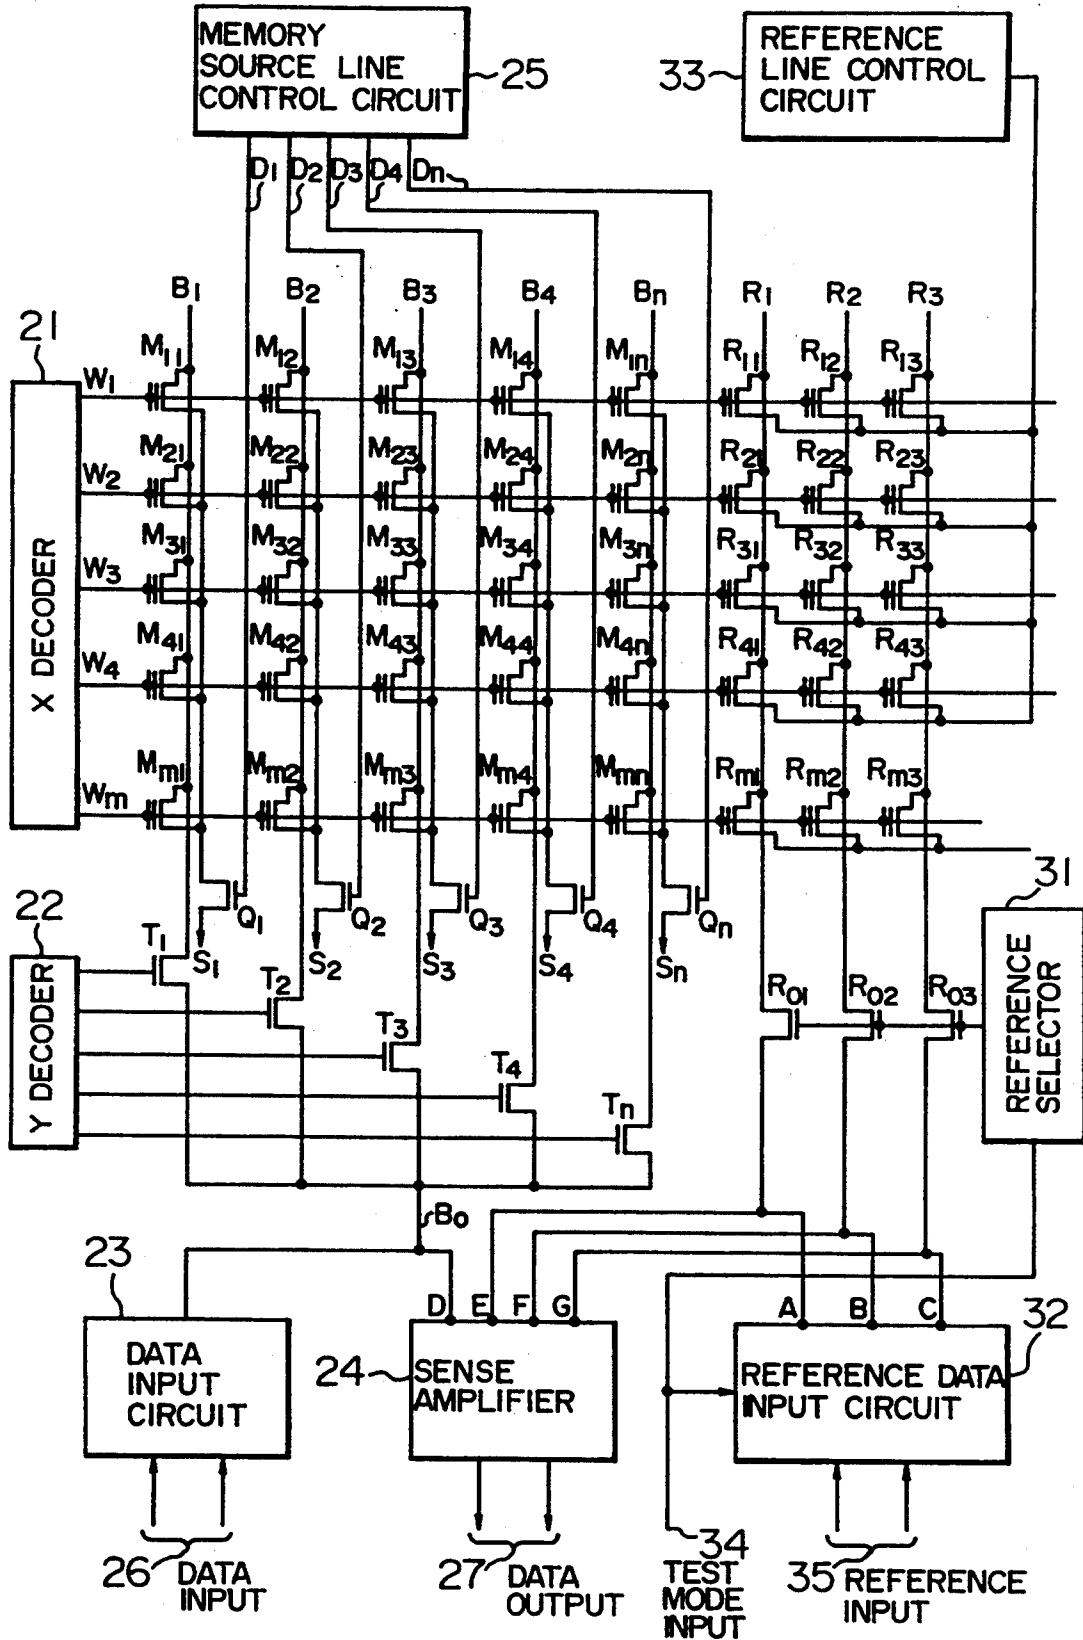 MEMORY
SOURCE LINE
CONTROL CIRCUIT
25
33
REFERENCE
LINE CONTROL
CIRCUIT
D1 D2 D3 D4 Dn
B1 B2 B3 B4 Bn R1 R2 R3
21
X DECODER
W1
M11 M12 M13 M14 M1n R11 R12 R13
W2
M21 M22 M23 M24 M2n R21 R22 R23
W3
M31 M32 M33 M34 M3n R31 R32 R33
W4
M41 M42 M43 M44 M4n R41 R42 R43
Wm
Mm1 Mm2 Mm3 Mm4 Mmn Rm1 Rm2 Rm3
Q1 Q2 Q3 Q4 Qn
S1 S2 S3 S4 Sn
22
Y DECODER
T1
T2
T3
T4
Tn
R01 R02 R03
31
REFERENCE
SELECTOR
B0
23
DATA
INPUT
CIRCUIT
D E F G
24
SENSE
AMPLIFIER
A B C
32
REFERENCE DATA
INPUT CIRCUIT
26 DATA
INPUT
27 DATA
OUTPUT
34
TEST
MODE
INPUT
35 REFERENCE
INPUT